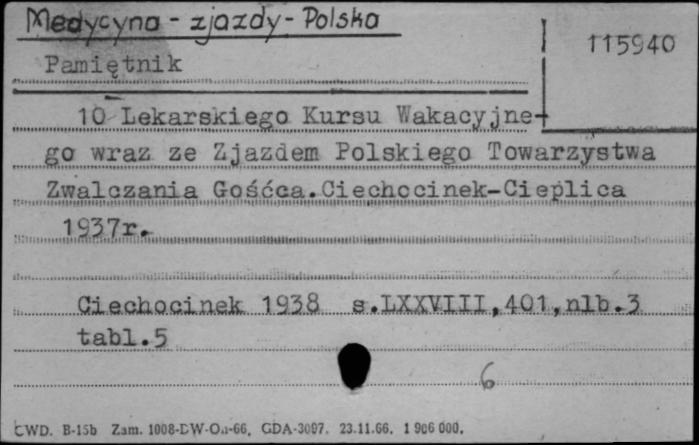 Medycyna - zjazdy - Polska
115940
Pamiętnik
10 Lekarskiego Kursu Wakacyjne-
go wraz ze Zjazdem Polskiego Towarzystwa
Zwalczania Gośćca.Ciechocinek-Cieplica
1937r.
Ciechocinek 1938 s.LXXVIII,401,nlb.3
tabl.5
6
CWD. B-15b Zam. 1008-DW-On-66. GDA-3097. 23.11.66. 1 906 000.